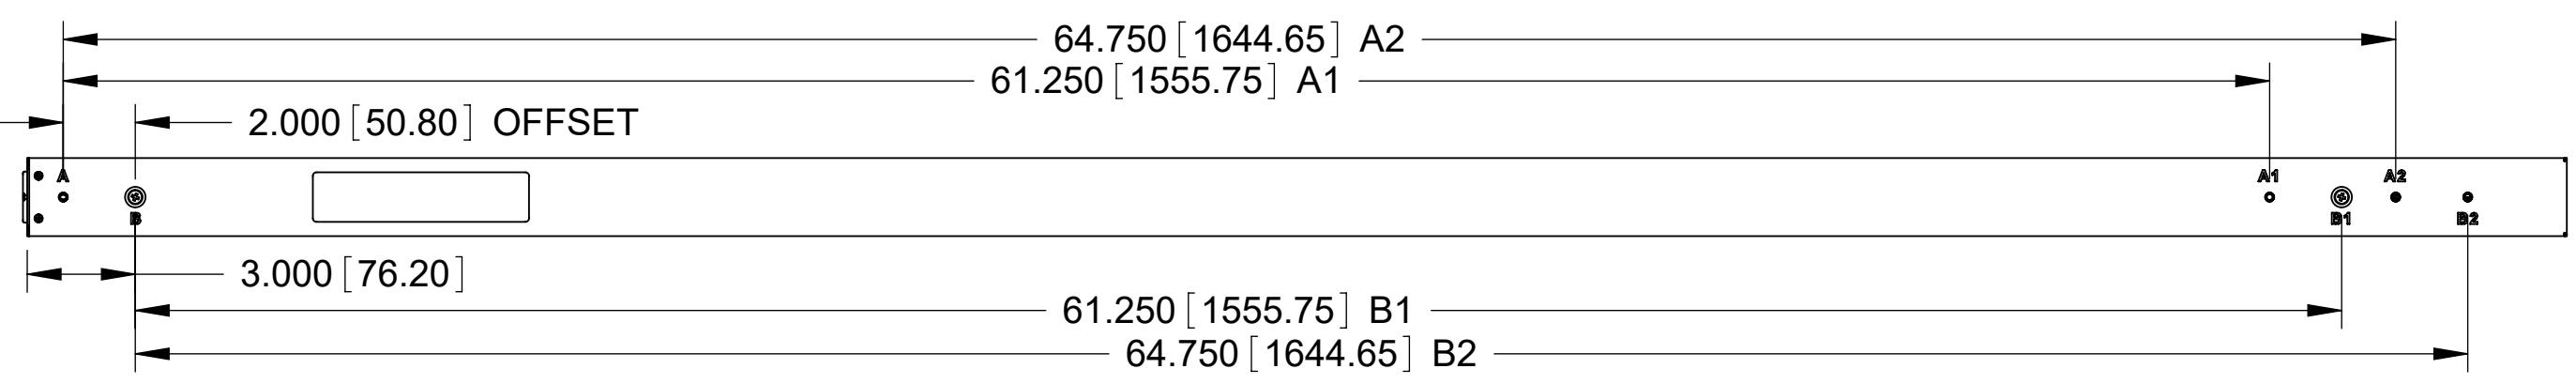 64.750 [1644.65] A2
61.250 [1555.75] A1
2.000 [50.80] OFFSET
A A1 A2
B B1 B2
3.000 [76.20]
61.250 [1555.75] B1
64.750 [1644.65] B2